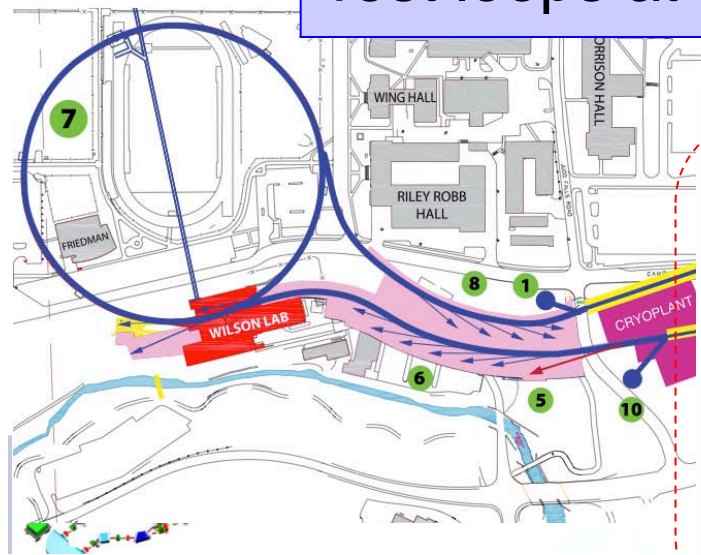 WING HALL
7
RILEY ROBB
HALL
FRIEDMAN
8
1
CRYOPLANT
WILSON LAB
6
5
10